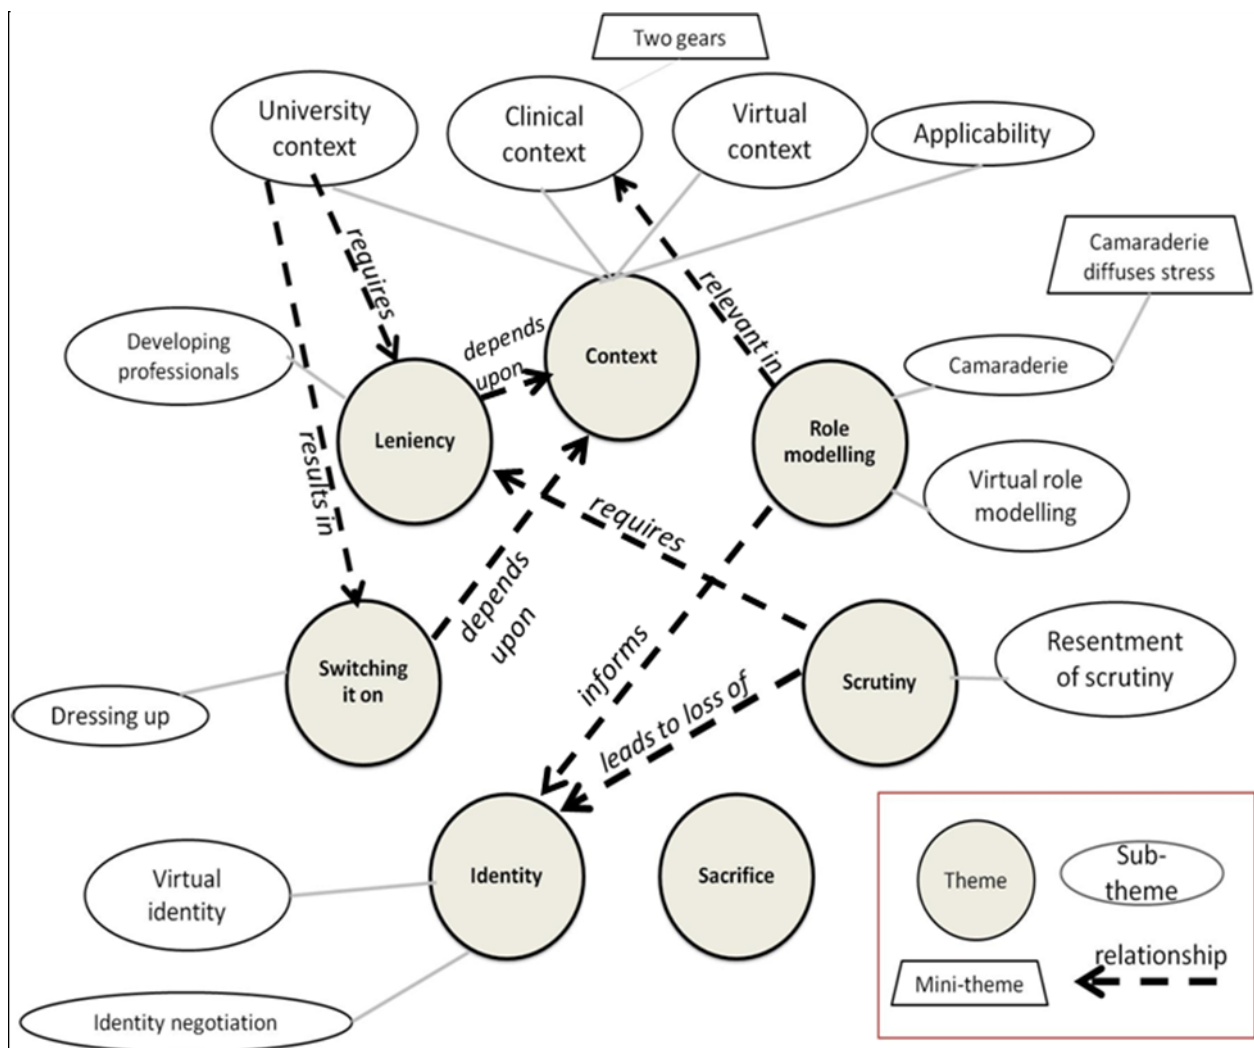 Two gears
University
context
Clinical
context
Virtual
context
Applicability
requires
relevant in
Camaraderie
diffuses stress
Developing
professionals
depends
upon
Context
Camaraderie
Leniency
Role
modelling
results in
Virtual role
modelling
requires
depends
upon
Switching
it on
informs
Scrutiny
Resentment
of scrutiny
Dressing up
leads to loss of
Virtual
identity
Identity
Sacrifice
Identity negotiation
Theme
Sub-
theme
Mini-theme
relationship